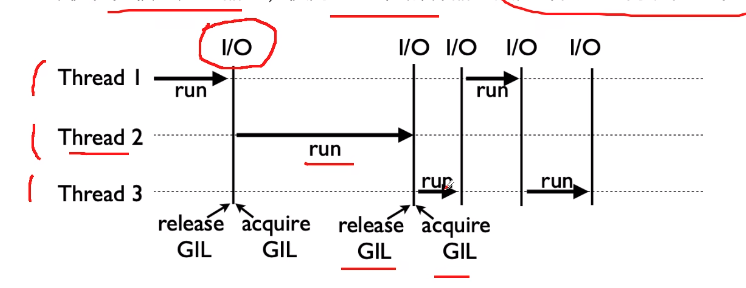 I/O I/O I/O I/O I/O
Thread 1
run run
Thread 2
run
Thread 3
run run
release acquire release acquire
GIL GIL GIL GIL